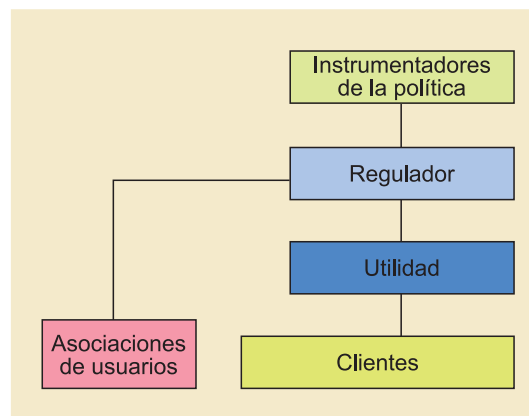 Instrumentadores
de la política
Regulador
Utilidad
Asociaciones
de usuarios
Clientes